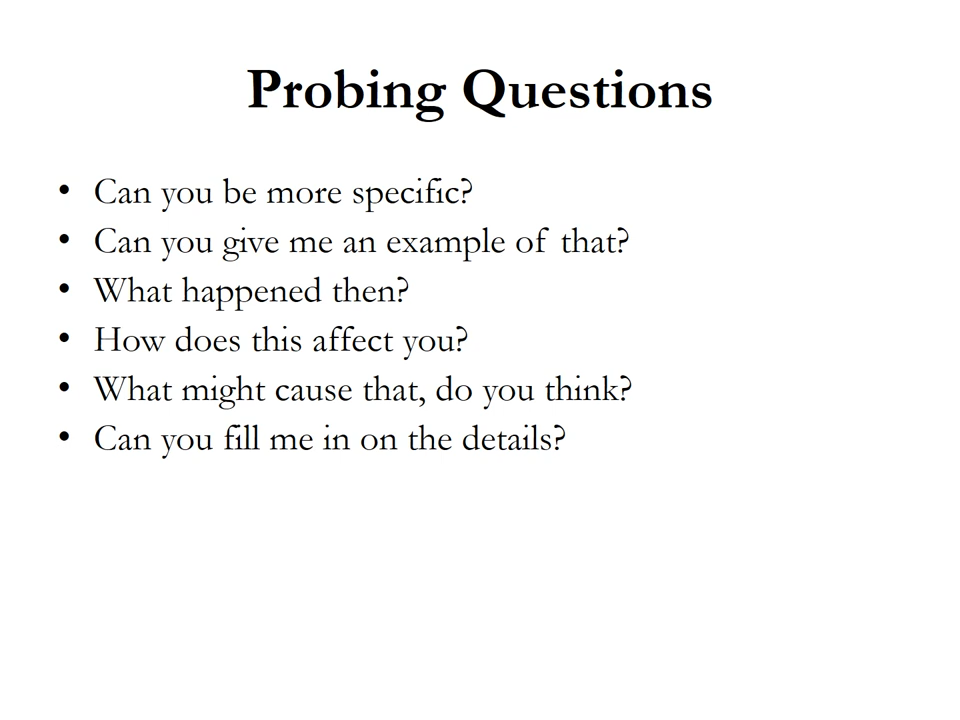 Probing Questions
• Can you be more specific?
• Can you give me an example of that?
• What happened then?
• How does this affect you?
• What might cause that, do you think?
• Can you fill me in on the details?